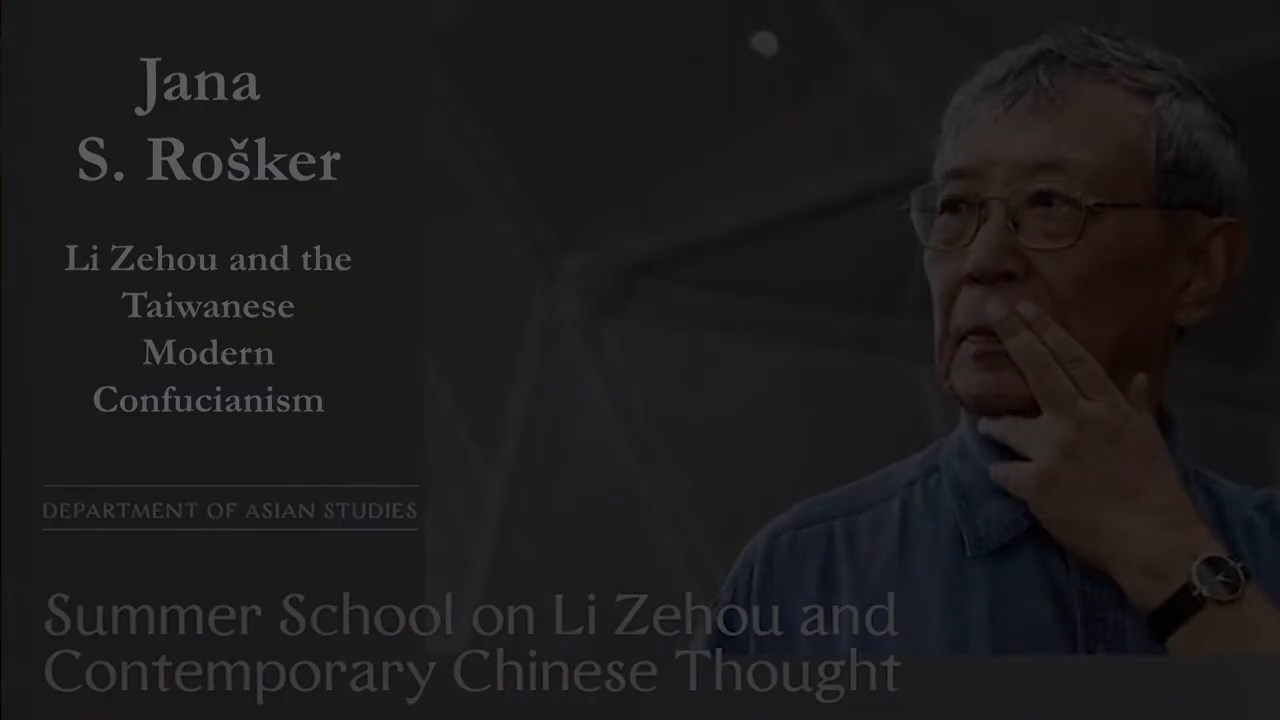 Jana
S. Rošker
Li Zehou and the
Taiwanese
Modern
Confucianism
DEPARTMENT OF ASIAN STUDIES
Summer School on Li Zehou and
Contemporary Chinese Thought